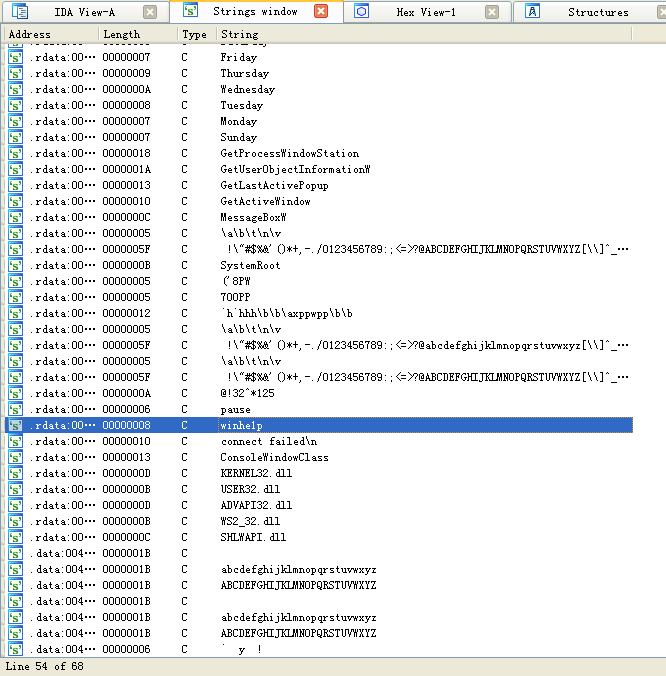 IDA View-A Strings window Hex View-1 Structures
Address Length Type String
.rdata:00… 00000007 C Friday
.rdata:00… 00000009 C Thursday
.rdata:00… 0000000A C Wednesday
.rdata:00… 00000008 C Tuesday
.rdata:00… 00000007 C Monday
.rdata:00… 00000007 C Sunday
.rdata:00… 00000018 C GetProcessWindowStation
.rdata:00… 0000001A C GetUserObjectInformationW
.rdata:00… 00000013 C GetLastActivePopup
.rdata:00… 00000010 C GetActiveWindow
.rdata:00… 0000000C C MessageBoxW
.rdata:00… 00000005 C \a\b\t\n\v
.rdata:00… 0000005F C !\"#$%&'()*+,-./0123456789:;<=>?@ABCDEFGHIJKLMNOPQRSTUVWXYZ[\\]^_…
.rdata:00… 0000000B C SystemRoot
.rdata:00… 00000005 C ('8PW
.rdata:00… 00000005 C 700PP
.rdata:00… 00000012 C `h`hhh\b\b\axppwpp\b\b
.rdata:00… 00000005 C \a\b\t\n\v
.rdata:00… 0000005F C !\"#$%&'()*+,-./0123456789:;<=>?@abcdefghijklmnopqrstuvwxyz[\\]^_…
.rdata:00… 00000005 C \a\b\t\n\v
.rdata:00… 0000005F C !\"#$%&'()*+,-./0123456789:;<=>?@ABCDEFGHIJKLMNOPQRSTUVWXYZ[\\]^_…
.rdata:00… 0000000A C @!32^*125
.rdata:00… 00000006 C pause
.rdata:00… 00000008 C winhe1p
.rdata:00… 00000010 C connect failed\n
.rdata:00… 00000013 C ConsoleWindowClass
.rdata:00… 0000000D C KERNEL32.dll
.rdata:00… 0000000B C USER32.dll
.rdata:00… 0000000D C ADVAPI32.dll
.rdata:00… 0000000B C WS2_32.dll
.rdata:00… 0000000C C SHLWAPI.dll
.data:004… 0000001B C
.data:004… 0000001B C abcdefghijklmnopqrstuvwxyz
.data:004… 0000001B C ABCDEFGHIJKLMNOPQRSTUVWXYZ
.data:004… 0000001B C
.data:004… 0000001B C abcdefghijklmnopqrstuvwxyz
.data:004… 0000001B C ABCDEFGHIJKLMNOPQRSTUVWXYZ
.data:004… 00000006 C ` y !
Line 54 of 68